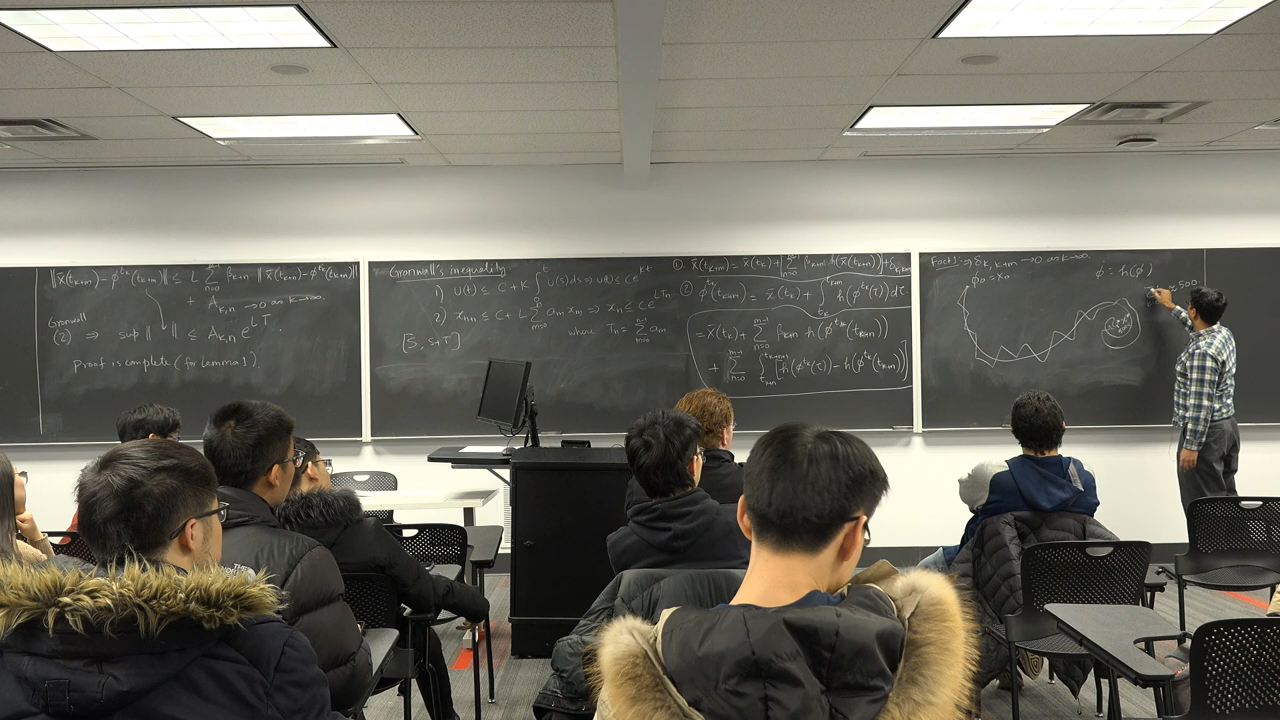 ‖x̄(t_{k+m}) − φ^{t_k}(t_{k+m})‖ ≤ L Σ_{n=0}^{m-1} β_{k+n} ‖x̄(t_{k+n}) − φ^{t_k}(t_{k+n})‖
+ A_{k,n} → 0 as k→∞.
Gronwall
(2) ⇒ sup ‖ ‖ ≤ A_{k,n} e^{LT}.
Proof is complete (for Lemma 1)
Gronwall's inequality
1) u(t) ≤ C + K ∫_0^t u(s)ds ⇒ u(t) ≤ Ce^{Kt}
2) x_{n+1} ≤ C + L Σ_{m=0}^{n} a_m x_m ⇒ x_n ≤ Ce^{LT_n}
where T_n = Σ_{m=0}^{n} a_m
[S, S+T]
① x̄(t_{k+m}) = x̄(t_k) + Σ_{n=0}^{m-1} β_{k+n} h(x̄(t_{k+n})) + δ_{k,k+m}
② φ^{t_k}(t_{k+m}) = x̄(t_k) + ∫_{t_k}^{t_{k+m}} h(φ^{t_k}(τ)) dτ
= x̄(t_k) + Σ_{n=0}^{m-1} β_{k+n} h(φ^{t_k}(t_{k+n}))
+ Σ_{n=0}^{m-1} ∫_{t_{k+n}}^{t_{k+n+1}} [h(φ^{t_k}(τ)) − h(φ^{t_k}(t_{k+n}))]
Fact 1: δ_{k,k+m} → 0 as k→∞.
φ̇ = h(φ)
φ_0 = x_0
500